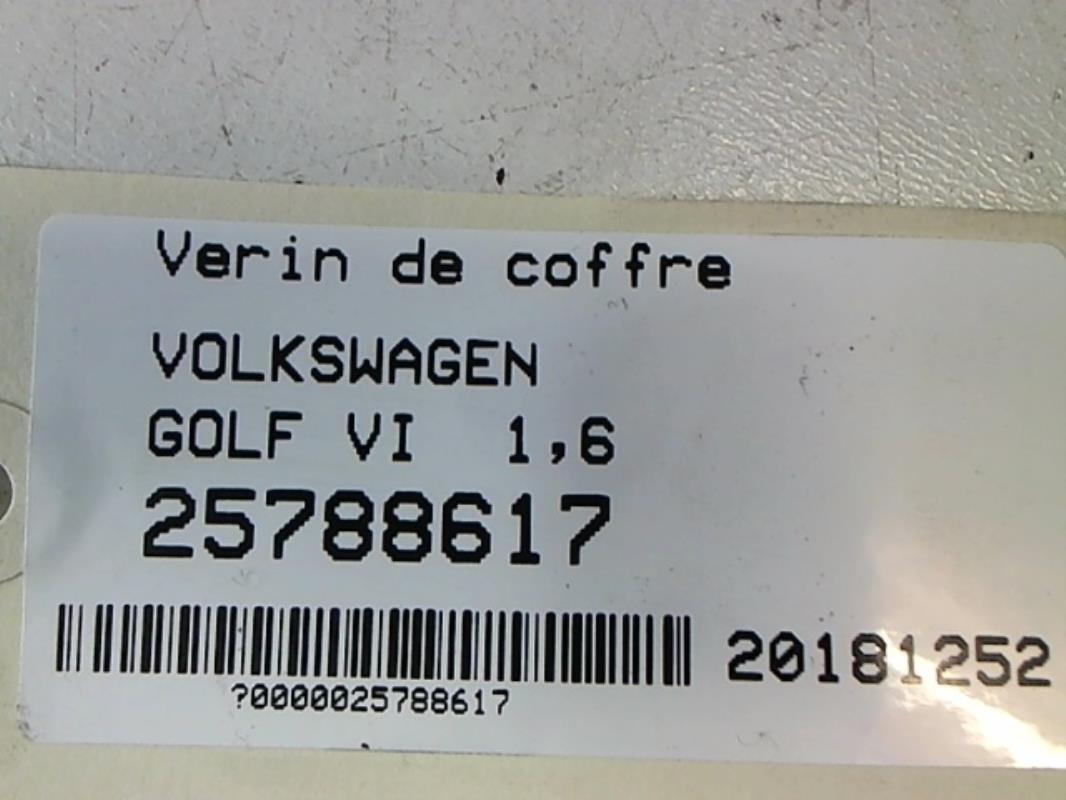 Verin de coffre
VOLKSWAGEN
GOLF VI 1,6
25788617
20181252
?0000025788617